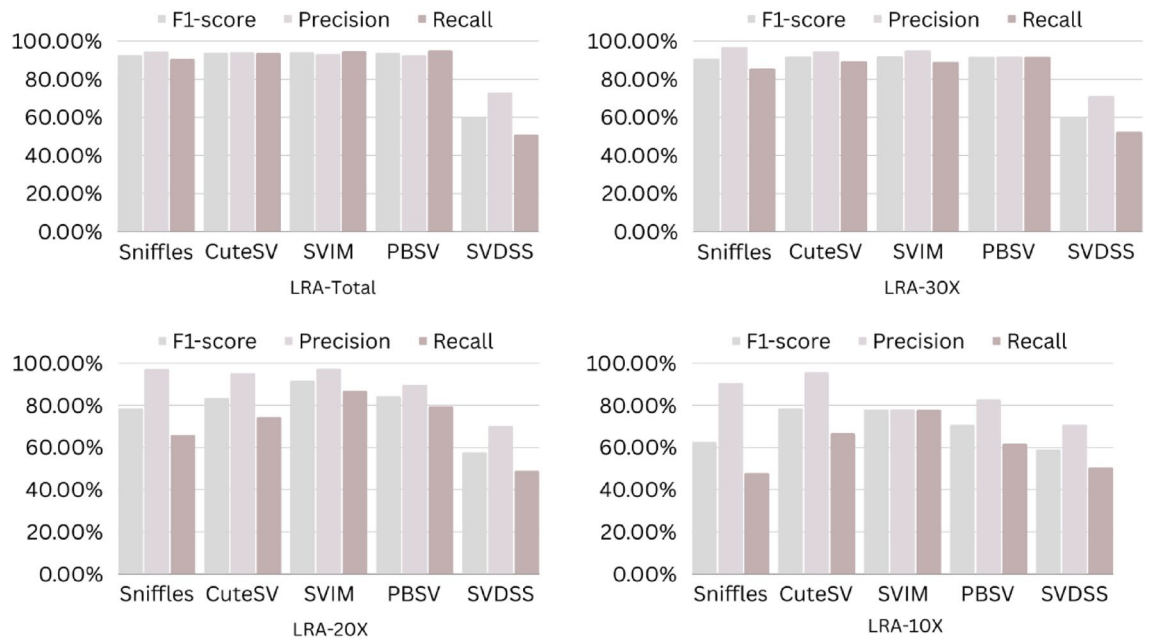 F1-score Precision Recall
100.00%
80.00%
60.00%
40.00%
20.00%
0.00%
Sniffles CuteSV SVIM PBSV SVDSS
LRA-Total
F1-score Precision Recall
100.00%
80.00%
60.00%
40.00%
20.00%
0.00%
Sniffles CuteSV SVIM PBSV SVDSS
LRA-30X
F1-score Precision Recall
100.00%
80.00%
60.00%
40.00%
20.00%
0.00%
Sniffles CuteSV SVIM PBSV SVDSS
LRA-20X
F1-score Precision Recall
100.00%
80.00%
60.00%
40.00%
20.00%
0.00%
Sniffles CuteSV SVIM PBSV SVDSS
LRA-10X